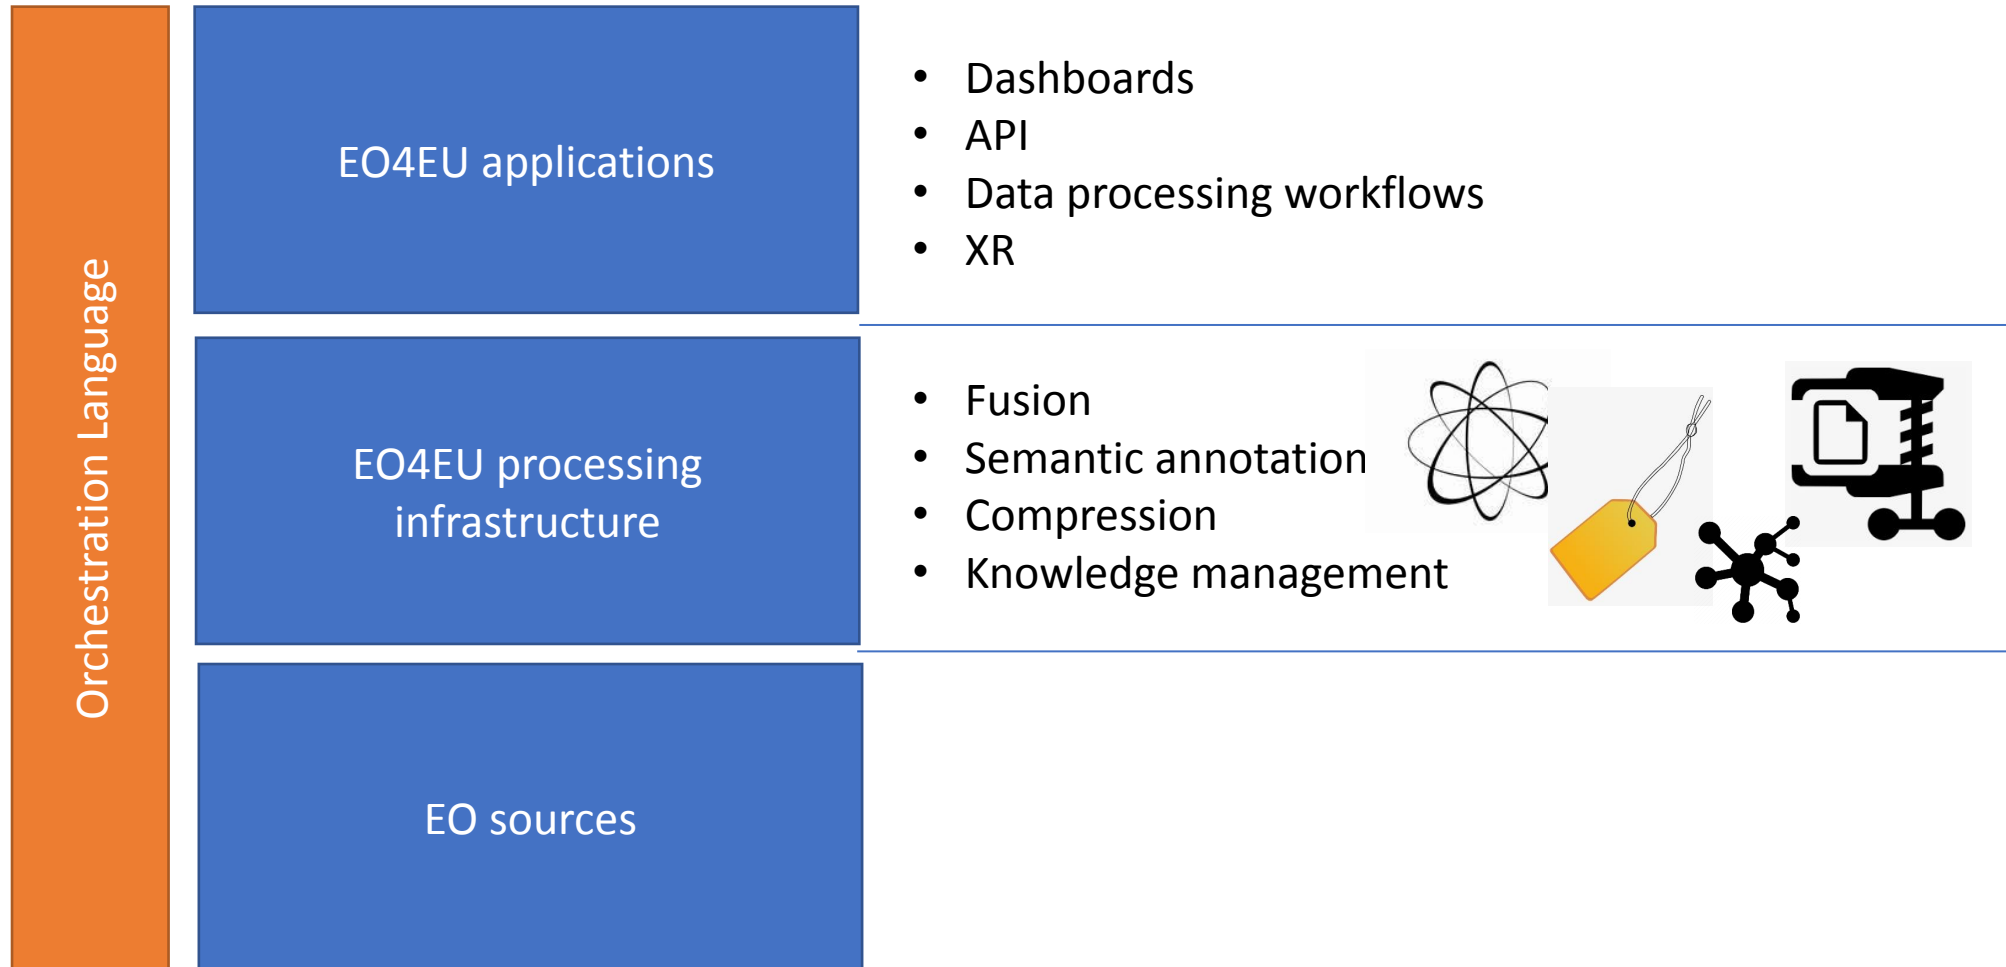 Orchestration Language
EO4EU applications
• Dashboards
• API
• Data processing workflows
• XR
EO4EU processing
infrastructure
• Fusion
• Semantic annotation
• Compression
• Knowledge management
EO sources